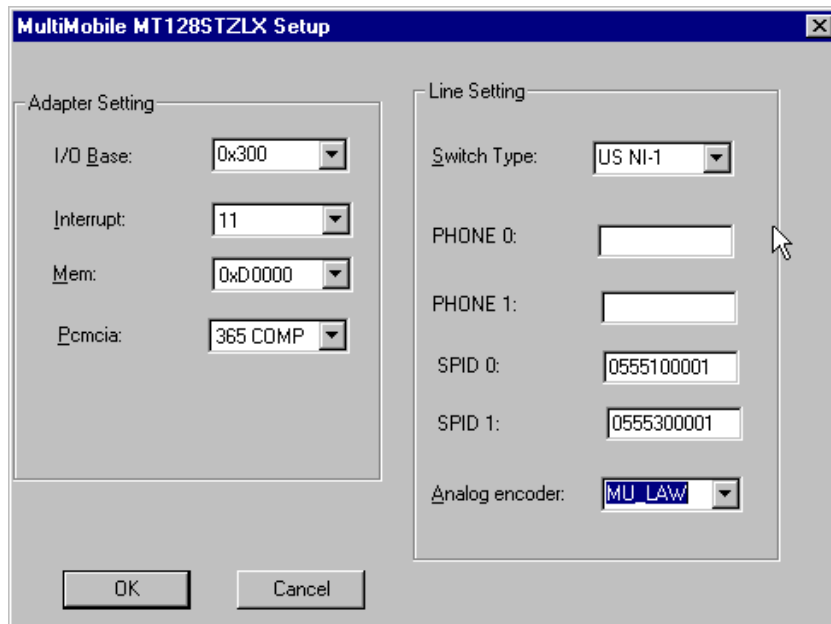 MultiMobile MT128STZLX Setup
Adapter Setting
I/O Base: 0x300
Interrupt: 11
Mem: 0xD0000
Pcmcia: 365 COMP
Line Setting
Switch Type: US NI-1
PHONE 0:
PHONE 1:
SPID 0: 0555100001
SPID 1: 0555300001
Analog encoder: MU_LAW
OK Cancel